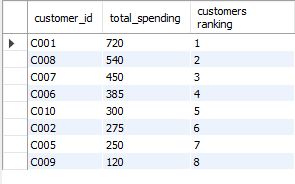 customer_id total_spending customers ranking
C001 720 1
C008 540 2
C007 450 3
C006 385 4
C010 300 5
C002 275 6
C005 250 7
C009 120 8